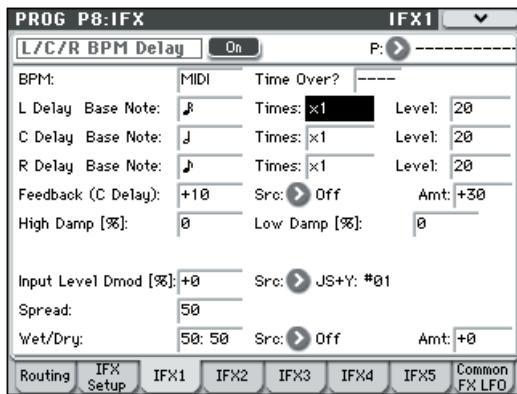 PROG P8:IFX IFX1
L/C/R BPM Delay On P: ----------
BPM: MIDI Time Over? ----
L Delay Base Note: Times: x1 Level: 20
C Delay Base Note: ♩ Times: x1 Level: 20
R Delay Base Note: ♪ Times: x1 Level: 20
Feedback (C Delay): +10 Src: Off Amt: +30
High Damp [%]: 0 Low Damp [%]: 0
Input Level Dmod [%]: +0 Src: JS+Y: #01
Spread: 50
Wet/Dry: 50: 50 Src: Off Amt: +0
Routing IFX Setup IFX1 IFX2 IFX3 IFX4 IFX5 Common FX LFO